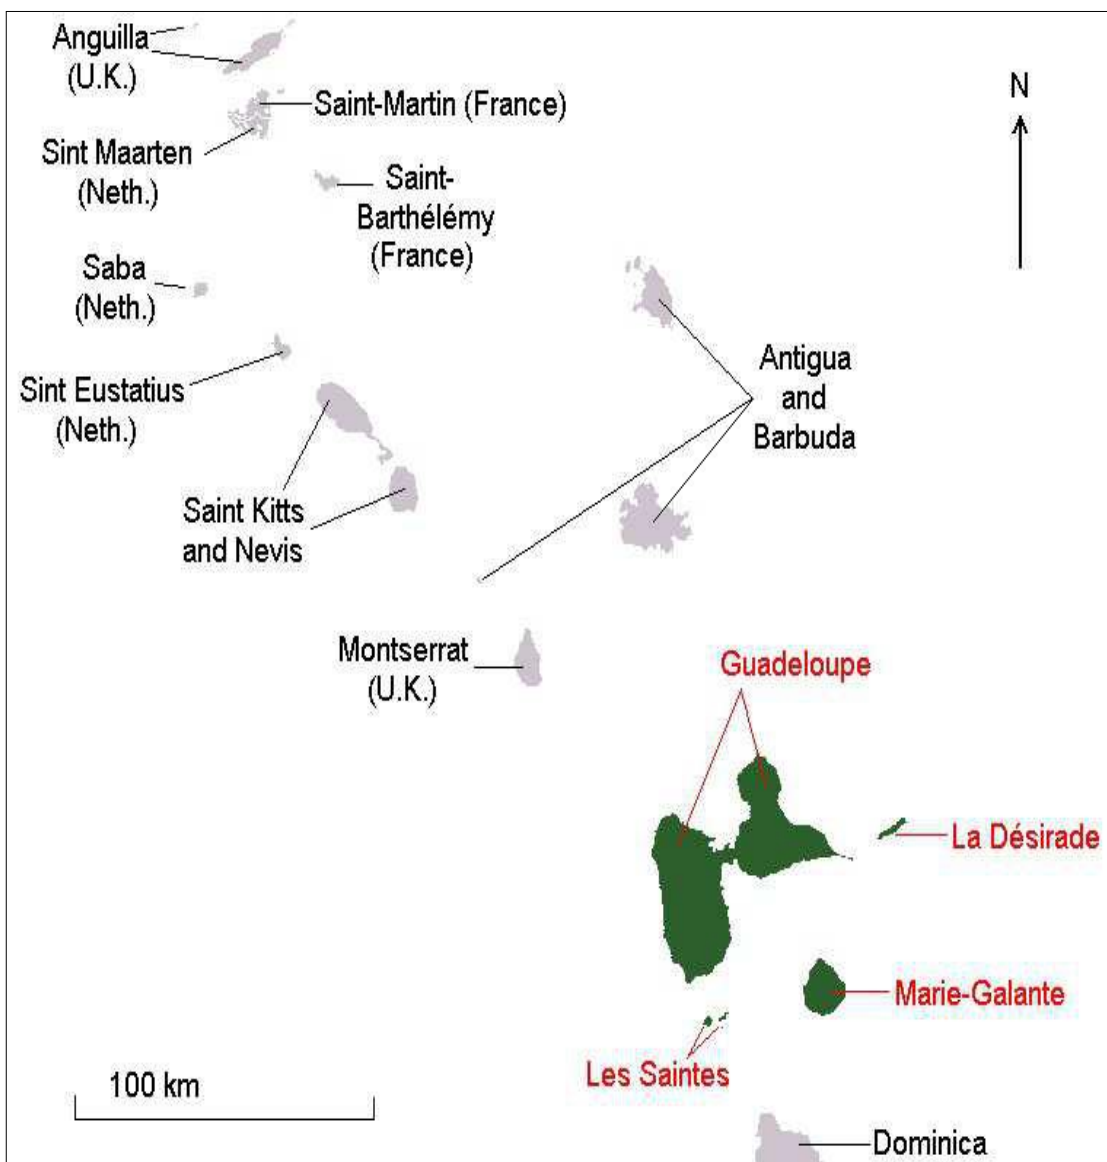 Anguilla
(U.K.)
Saint-Martin (France)
N
Sint Maarten
(Neth.)
Saint-
Barthélémy
(France)
Saba
(Neth.)
Antigua
and
Barbuda
Sint Eustatius
(Neth.)
Saint Kitts
and Nevis
Montserrat
(U.K.)
Guadeloupe
La Désirade
Marie-Galante
Les Saintes
100 km
Dominica